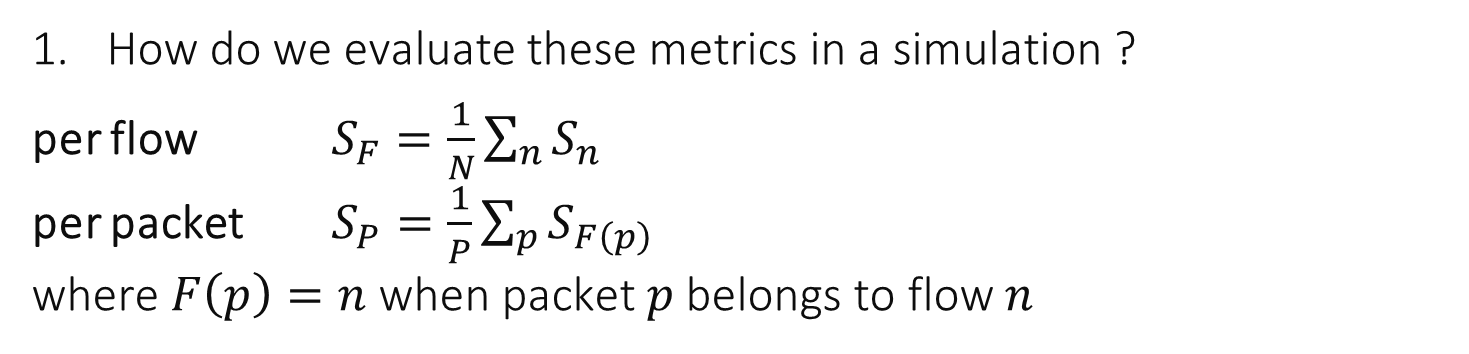 1. How do we evaluate these metrics in a simulation ?
per flow S_F = 1/N ∑_n S_n
per packet S_P = 1/P ∑_p S_{F(p)}
where F(p) = n when packet p belongs to flow n